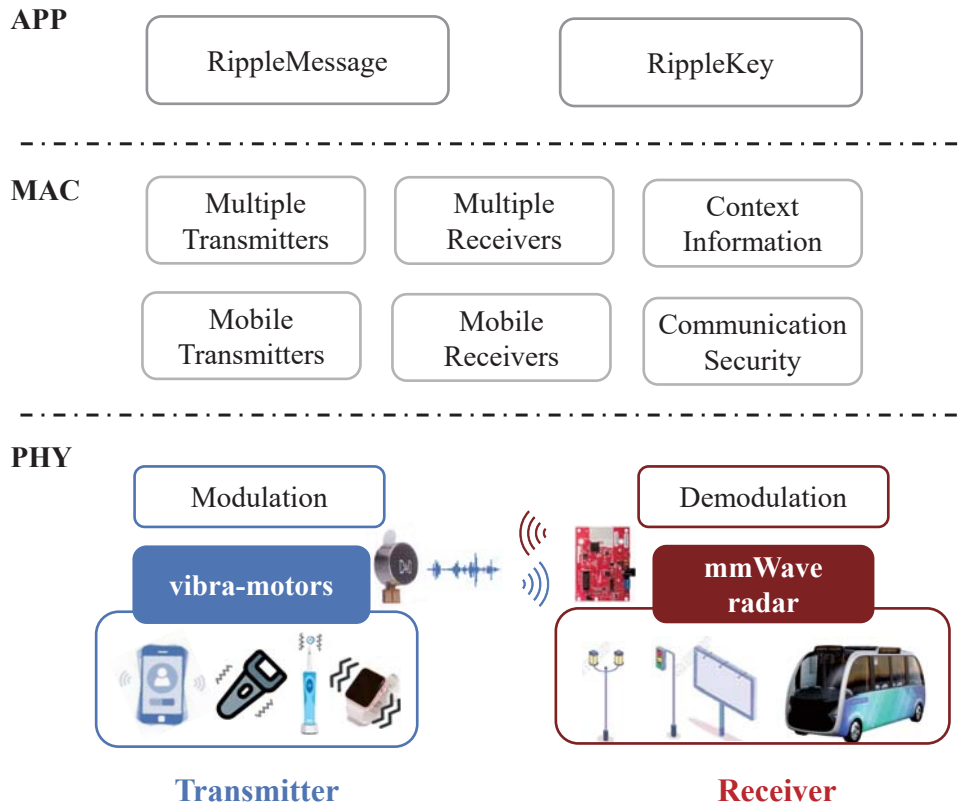 APP
RippleMessage
RippleKey
MAC
Multiple
Transmitters
Multiple
Receivers
Context
Information
Mobile
Transmitters
Mobile
Receivers
Communication
Security
PHY
Modulation
Demodulation
vibra-motors
mmWave
radar
Transmitter
Receiver